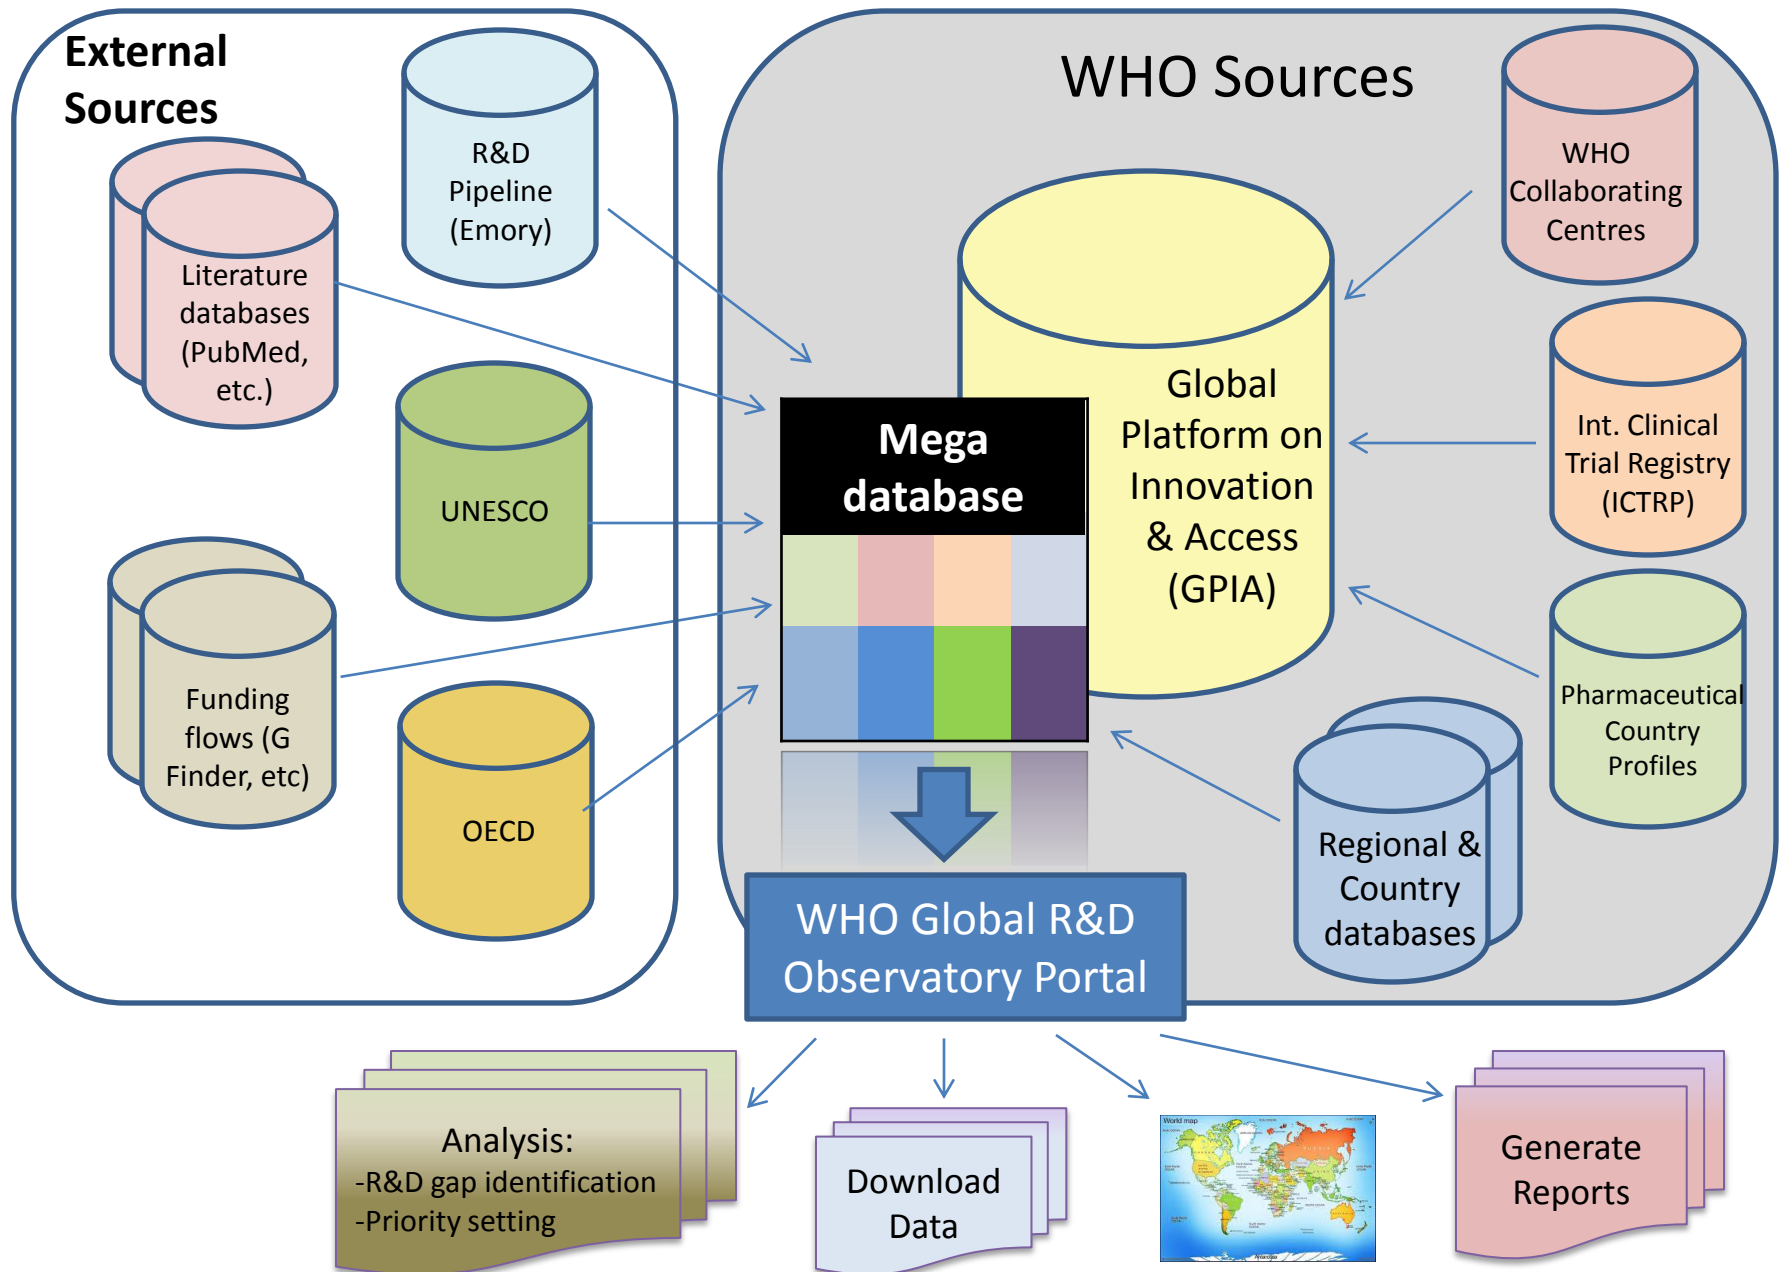 External
Sources
R&D
Pipeline
(Emory)
Literature
databases
(PubMed,
etc.)
UNESCO
Funding
flows (G
Finder, etc)
OECD
WHO Sources
WHO
Collaborating
Centres
Global
Platform on
Innovation
& Access
(GPIA)
Mega
database
Int. Clinical
Trial Registry
(ICTRP)
Pharmaceutical
Country
Profiles
Regional &
Country
databases
WHO Global R&D
Observatory Portal
Analysis:
-R&D gap identification
-Priority setting
Download
Data
World map
Generate
Reports